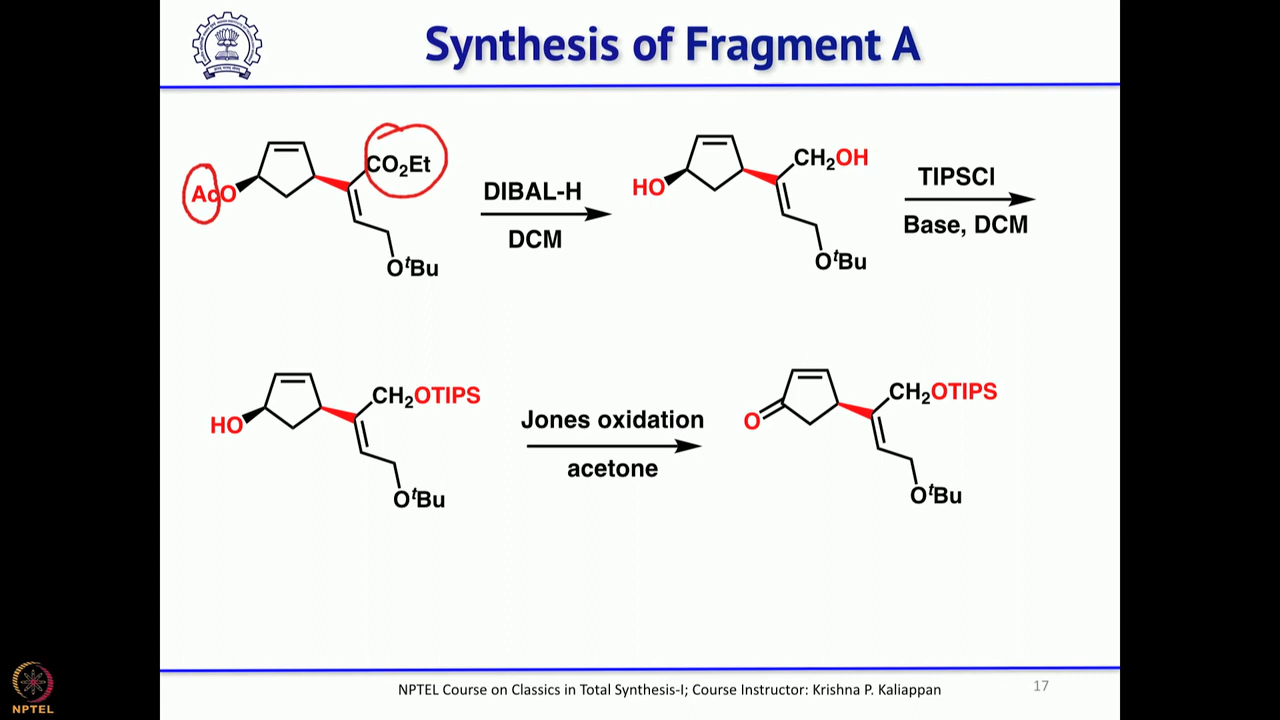 Synthesis of Fragment A
AcO
CO₂Et
OᵗBu
DIBAL-H
DCM
HO
CH₂OH
OᵗBu
TIPSCl
Base, DCM
HO
CH₂OTIPS
OᵗBu
Jones oxidation
acetone
O
CH₂OTIPS
OᵗBu
NPTEL Course on Classics in Total Synthesis-I; Course Instructor: Krishna P. Kaliappan
17
NPTEL